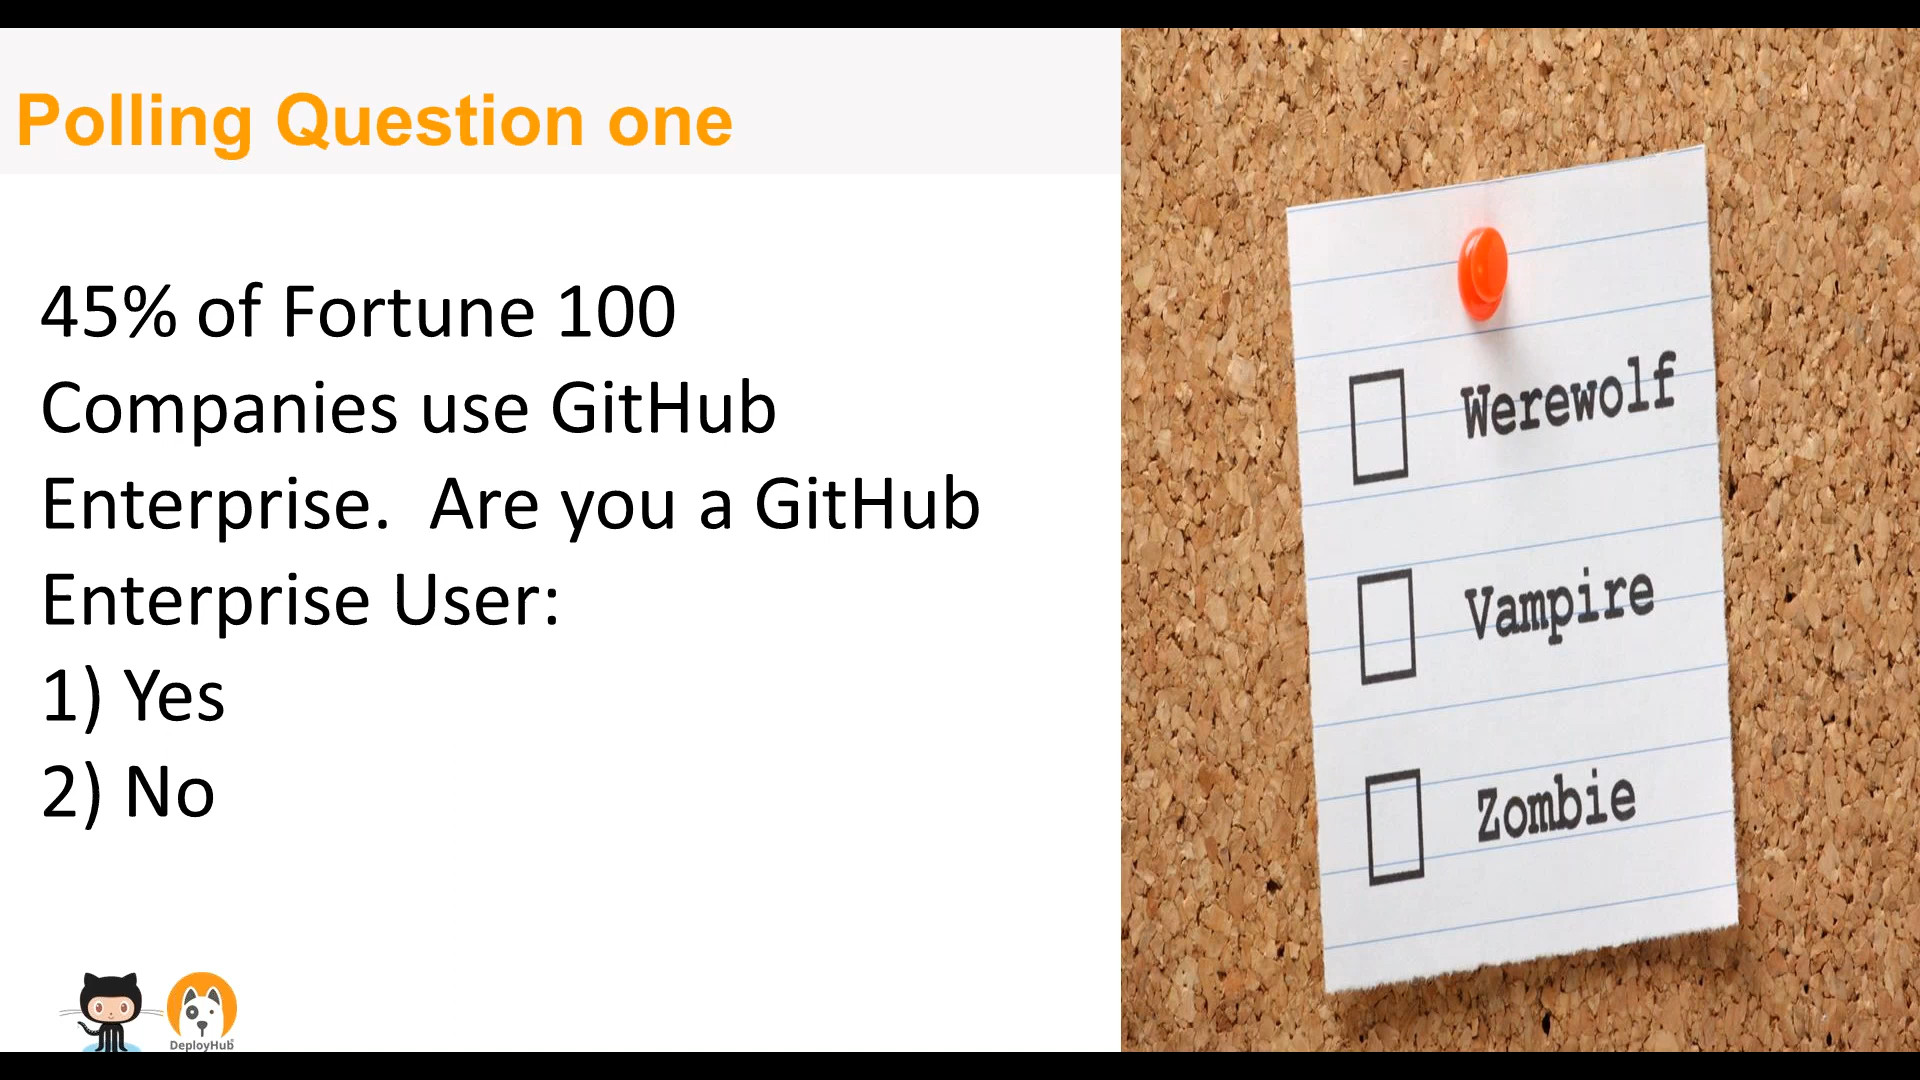 Polling Question one
45% of Fortune 100
Companies use GitHub
Enterprise.  Are you a GitHub
Enterprise User:
1) Yes
2) No
Werewolf
Vampire
Zombie
DeployHub